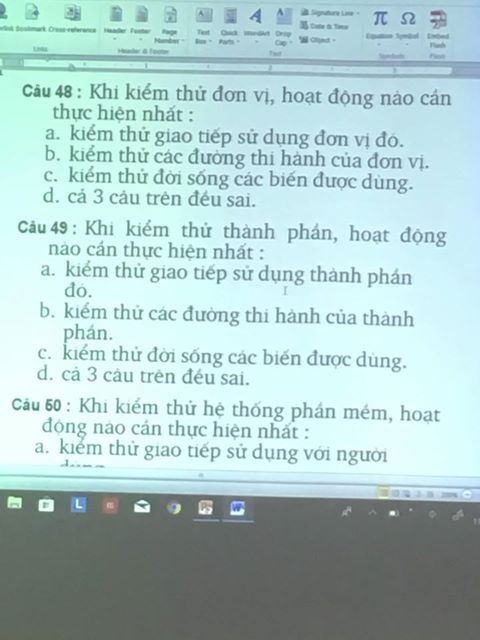 Bookmark Cross-reference
Header Footer Page Number
Text Box Quick Parts WordArt Drop Cap
Signature Line
Date & Time
Object
Equation Symbol
Embed Flash
Links
Header & Footer
Text
Symbols
Flash
Câu 48 : Khi kiểm thử đơn vị, hoạt động nào cần
thực hiện nhất :
a. kiểm thử giao tiếp sử dụng đơn vị đó.
b. kiểm thử các đường thi hành của đơn vị.
c. kiểm thử đời sống các biến được dùng.
d. cả 3 câu trên đều sai.
Câu 49 : Khi kiểm thử thành phần, hoạt động
nào cần thực hiện nhất :
a. kiểm thử giao tiếp sử dụng thành phần
đó.
b. kiểm thử các đường thi hành của thành
phần.
c. kiểm thử đời sống các biến được dùng.
d. cả 3 câu trên đều sai.
Câu 50 : Khi kiểm thử hệ thống phần mềm, hoạt
động nào cần thực hiện nhất :
a. kiểm thử giao tiếp sử dụng với người